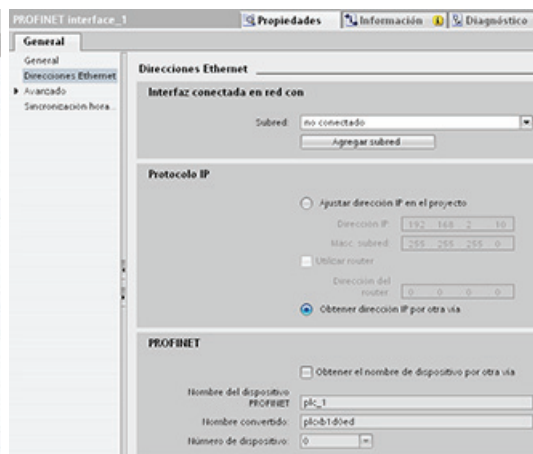 PROFINET interface_1
Propiedades
Información
Diagnóstico
General
General
Direcciones Ethernet
Avanzado
Sincronización hora...
Direcciones Ethernet
Interfaz conectada en red con
Subred: no conectado
Agregar subred
Protocolo IP
Ajustar dirección IP en el proyecto
Dirección IP: 192 . 168 . 2 . 10
Másc. subred: 255 . 255 . 255 . 0
Utilizar router
Dirección del
router: 0 . 0 . 0 . 0
Obtener dirección IP por otra vía
PROFINET
Obtener el nombre de dispositivo por otra vía
Nombre del dispositivo
PROFINET plc_1
Nombre convertido: plcxb1d0ed
Número de dispositivo: 0